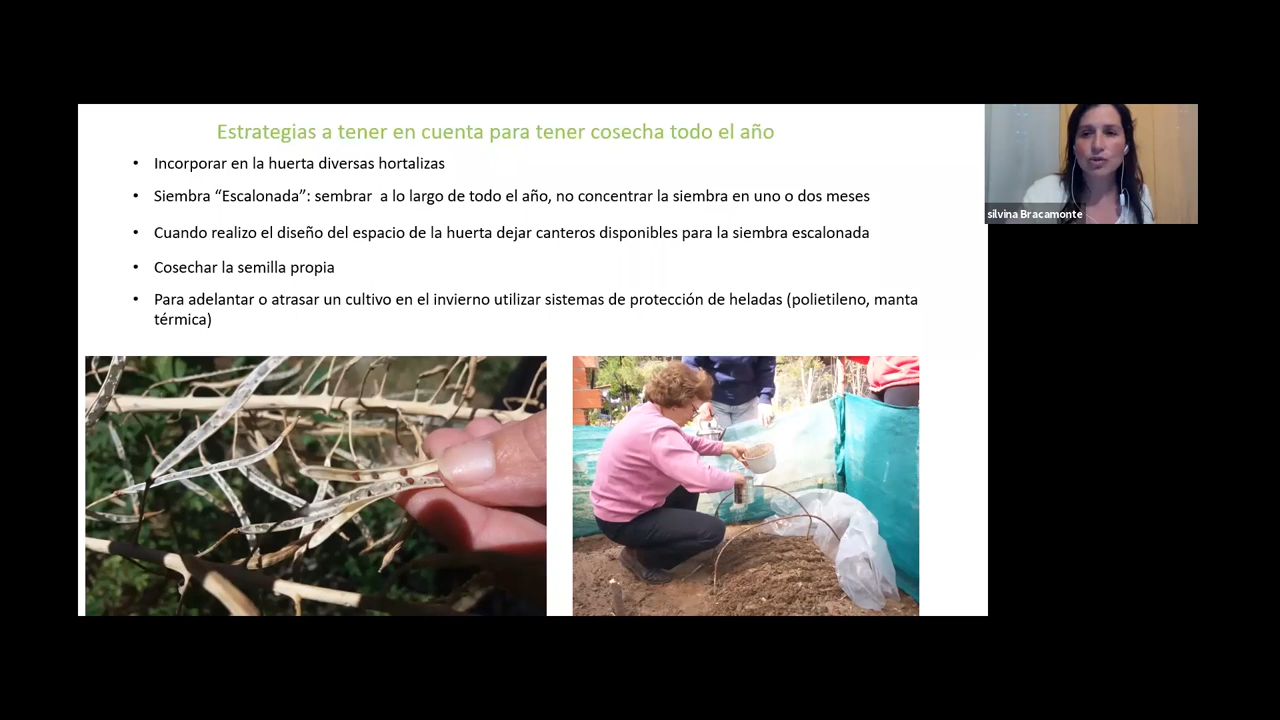 Estrategias a tener en cuenta para tener cosecha todo el año
• Incorporar en la huerta diversas hortalizas
• Siembra “Escalonada”: sembrar a lo largo de todo el año, no concentrar la siembra en uno o dos meses
• Cuando realizo el diseño del espacio de la huerta dejar canteros disponibles para la siembra escalonada
• Cosechar la semilla propia
• Para adelantar o atrasar un cultivo en el invierno utilizar sistemas de protección de heladas (polietileno, manta
térmica)
silvina Bracamonte